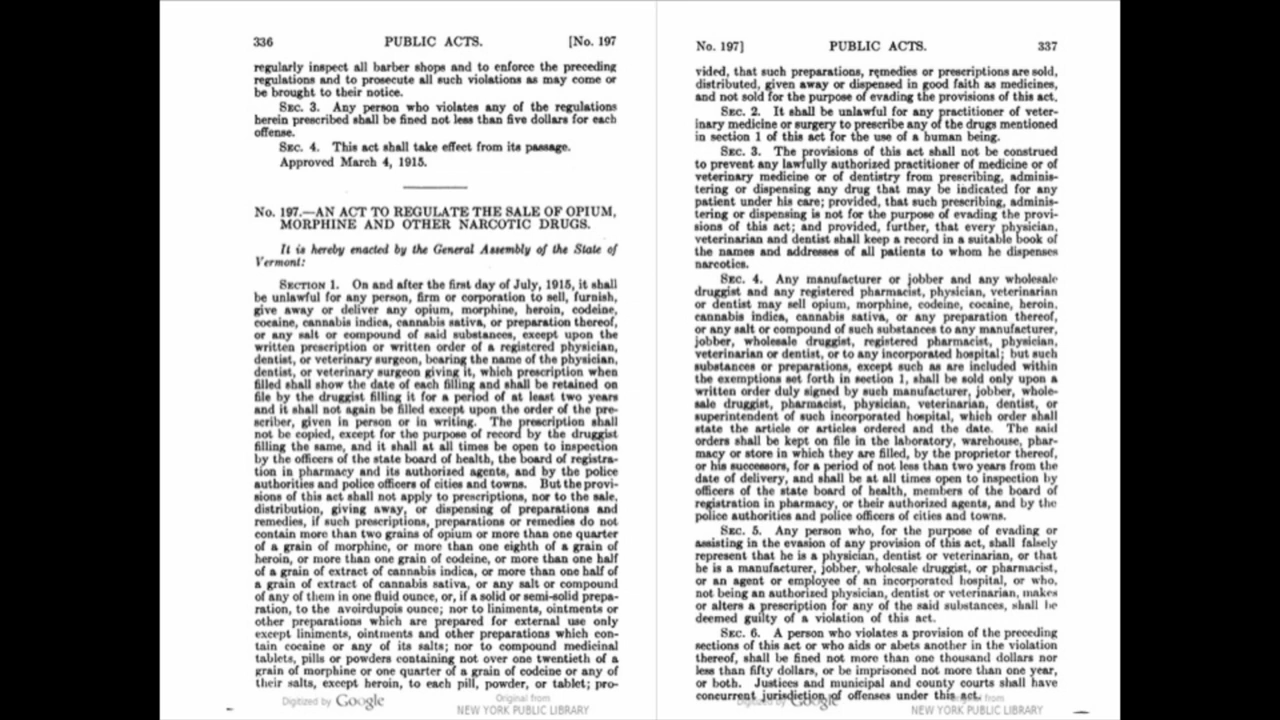 336 PUBLIC ACTS. [No. 197
regularly inspect all barber shops and to enforce the preceding
regulations and to prosecute all such violations as may come or
be brought to their notice.
SEC. 3. Any person who violates any of the regulations
herein prescribed shall be fined not less than five dollars for each
offense.
SEC. 4. This act shall take effect from its passage.
Approved March 4, 1915.
No. 197.—AN ACT TO REGULATE THE SALE OF OPIUM,
MORPHINE AND OTHER NARCOTIC DRUGS.
It is hereby enacted by the General Assembly of the State of
Vermont:
SECTION 1. On and after the first day of July, 1915, it shall
be unlawful for any person, firm or corporation to sell, furnish,
give away or deliver any opium, morphine, heroin, codeine,
cocaine, cannabis indica, cannabis sativa, or preparation thereof,
or any salt or compound of said substances, except upon the
written prescription or written order of a registered physician,
dentist, or veterinary surgeon, bearing the name of the physician,
dentist, or veterinary surgeon giving it, which prescription when
filled shall show the date of each filling and shall be retained on
file by the druggist filling it for a period of at least two years
and it shall not again be filled except upon the order of the pre-
scriber, given in person or in writing. The prescription shall
not be copied, except for the purpose of record by the druggist
filling the same, and it shall at all times be open to inspection
by the officers of the state board of health, the board of registra-
tion in pharmacy and its authorized agents, and by the police
authorities and police officers of cities and towns. But the provi-
sions of this act shall not apply to prescriptions, nor to the sale,
distribution, giving away, or dispensing of preparations and
remedies, if such prescriptions, preparations or remedies do not
contain more than two grains of opium or more than one quarter
of a grain of morphine, or more than one eighth of a grain of
heroin, or more than one grain of codeine, or more than one half
of a grain of extract of cannabis indica, or more than one half of
a grain of extract of cannabis sativa, or any salt or compound
of any of them in one fluid ounce, or, if a solid or semi-solid prepa-
ration, to the avoirdupois ounce; nor to liniments, ointments or
other preparations which are prepared for external use only
except liniments, ointments and other preparations which con-
tain cocaine or any of its salts; nor to compound medicinal
tablets, pills or powders containing not over one twentieth of a
grain of morphine or one quarter of a grain of codeine or any of
their salts, except heroin, to each pill, powder, or tablet; pro-
Digitized by Google
Original from
NEW YORK PUBLIC LIBRARY
No. 197] PUBLIC ACTS. 337
vided, that such preparations, remedies or prescriptions are sold,
distributed, given away or dispensed in good faith as medicines,
and not sold for the purpose of evading the provisions of this act.
SEC. 2. It shall be unlawful for any practitioner of veter-
inary medicine or surgery to prescribe any of the drugs mentioned
in section 1 of this act for the use of a human being.
SEC. 3. The provisions of this act shall not be construed
to prevent any lawfully authorized practitioner of medicine or of
veterinary medicine or of dentistry from prescribing, adminis-
tering or dispensing any drug that may be indicated for any
patient under his care; provided, that such prescribing, adminis-
tering or dispensing is not for the purpose of evading the provi-
sions of this act; and provided, further, that every physician,
veterinarian and dentist shall keep a record in a suitable book of
the names and addresses of all patients to whom he dispenses
narcotics.
SEC. 4. Any manufacturer or jobber and any wholesale
druggist and any registered pharmacist, physician, veterinarian
or dentist may sell opium, morphine, codeine, cocaine, heroin,
cannabis indica, cannabis sativa, or any preparation thereof,
or any salt or compound of such substances to any manufacturer,
jobber, wholesale druggist, registered pharmacist, physician,
veterinarian or dentist, or to any incorporated hospital; but such
substances or preparations, except such as are included within
the exemptions set forth in section 1, shall be sold only upon a
written order duly signed by such manufacturer, jobber, whole-
sale druggist, pharmacist, physician, veterinarian, dentist, or
superintendent of such incorporated hospital, which order shall
state the article or articles ordered and the date. The said
orders shall be kept on file in the laboratory, warehouse, phar-
macy or store in which they are filled, by the proprietor thereof,
or his successors, for a period of not less than two years from the
date of delivery, and shall be at all times open to inspection by
officers of the state board of health, members of the board of
registration in pharmacy, or their authorized agents, and by the
police authorities and police officers of cities and towns.
SEC. 5. Any person who, for the purpose of evading or
assisting in the evasion of any provision of this act, shall falsely
represent that he is a physician, dentist or veterinarian, or that
he is a manufacturer, jobber, wholesale druggist, or pharmacist,
or an agent or employee of an incorporated hospital, or who,
not being an authorized physician, dentist or veterinarian, makes
or alters a prescription for any of the said substances, shall be
deemed guilty of a violation of this act.
SEC. 6. A person who violates a provision of the preceding
sections of this act or who aids or abets another in the violation
thereof, shall be fined not more than one thousand dollars nor
less than fifty dollars, or be imprisoned not more than one year,
or both. Justices and municipal and county courts shall have
concurrent jurisdiction of offenses under this act.
Digitized by Google
Original from
NEW YORK PUBLIC LIBRARY